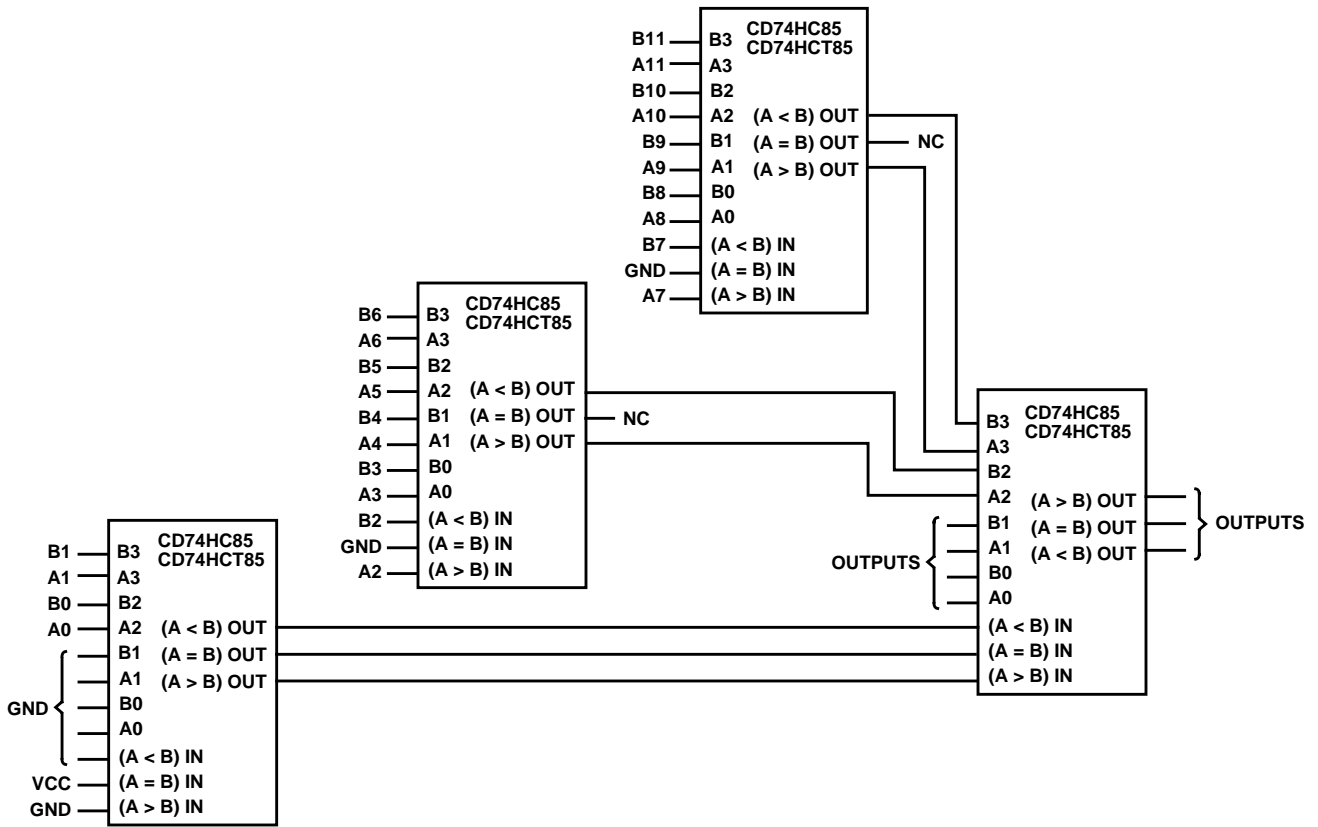 CD74HC85
CD74HCT85
B11 B3
A11 A3
B10 B2
A10 A2 (A < B) OUT
B9 B1 (A = B) OUT NC
A9 A1 (A > B) OUT
B8 B0
A8 A0
B7 (A < B) IN
GND (A = B) IN
A7 (A > B) IN
CD74HC85
CD74HCT85
B6 B3
A6 A3
B5 B2
A5 A2 (A < B) OUT
B4 B1 (A = B) OUT NC
A4 A1 (A > B) OUT
B3 B0
A3 A0
B2 (A < B) IN
GND (A = B) IN
A2 (A > B) IN
CD74HC85
CD74HCT85
B1 B3
A1 A3
B0 B2
A0 A2 (A < B) OUT
B1 (A = B) OUT
A1 (A > B) OUT
GND B0
A0
(A < B) IN
VCC (A = B) IN
GND (A > B) IN
CD74HC85
CD74HCT85
B3
A3
B2
A2 (A > B) OUT
B1 (A = B) OUT OUTPUTS
A1 (A < B) OUT
OUTPUTS B0
A0
(A < B) IN
(A = B) IN
(A > B) IN